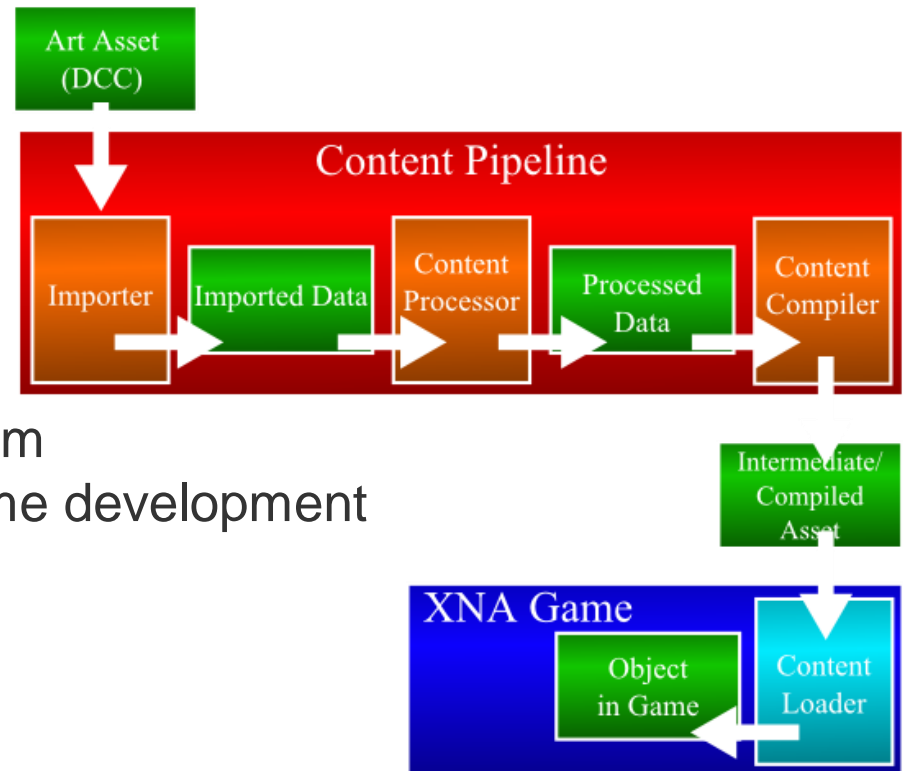 Art Asset
(DCC)
Content Pipeline
Importer
Imported Data
Content
Processor
Processed
Data
Content
Compiler
development
Intermediate/
Compiled
Asset
XNA Game
Object
in Game
Content
Loader